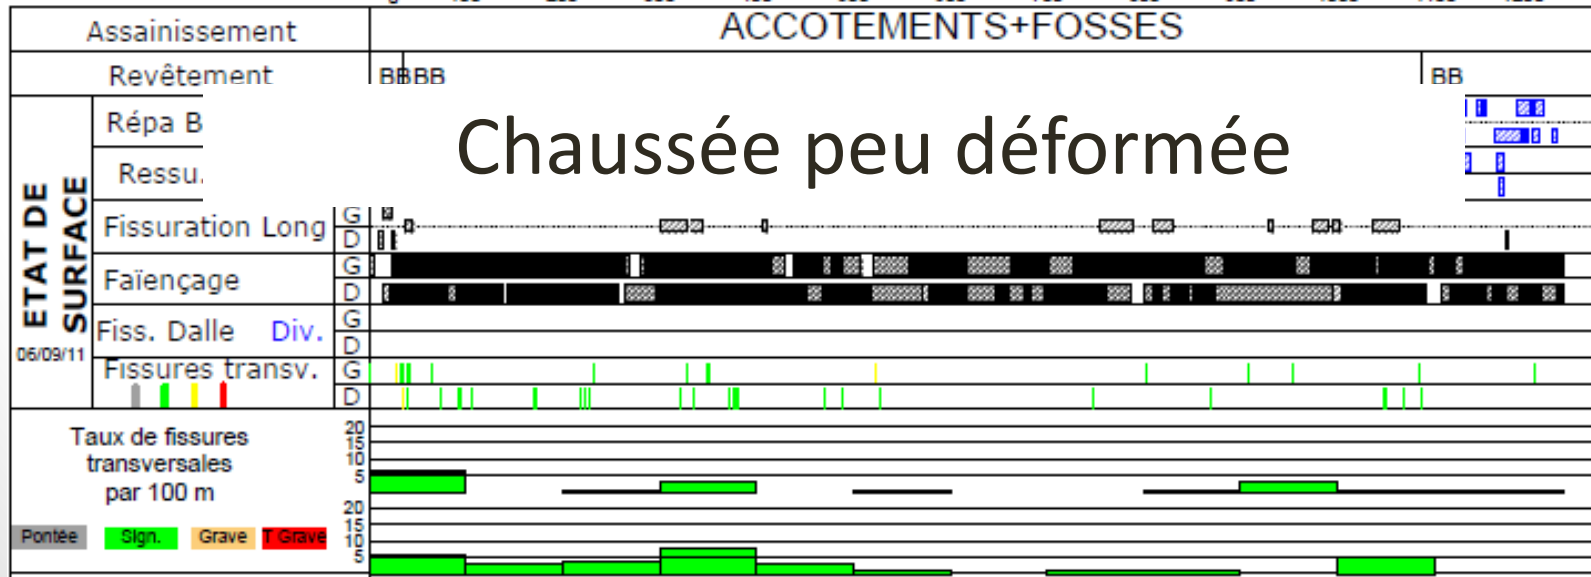 ACCOTEMENTS+FOSSES
Assainissement
Revêtement BB BB BB
Répa B
Chaussée peu déformée
Ressu.
ETAT DE
SURFACE
06/09/11
Fissuration Long G
D
Faïençage G
D
Fiss. Dalle Div. G
D
Fissures transv. G
D
Taux de fissures
transversales
par 100 m
20
15
10
5
20
15
10
5
Pontée Sign. Grave T Grave